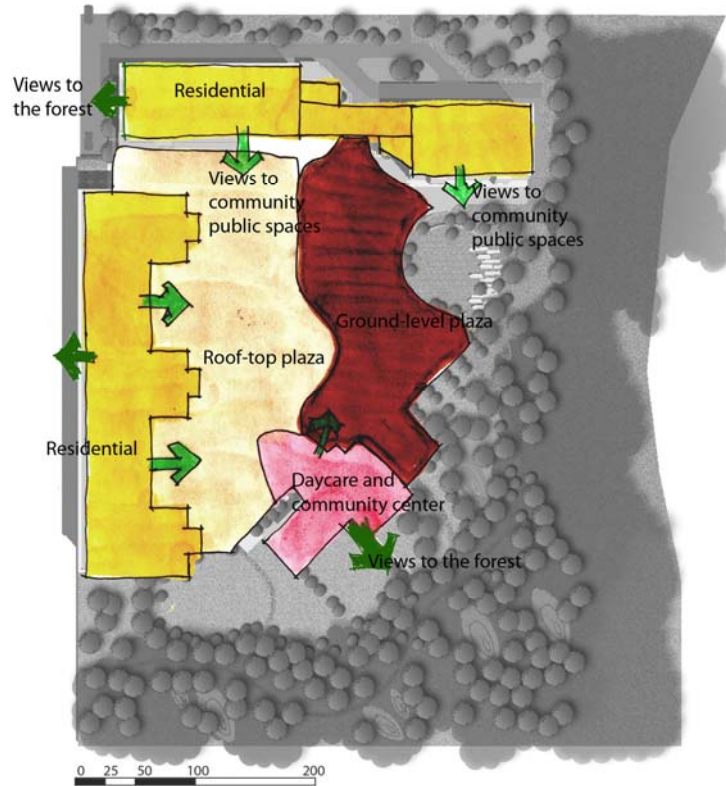 Views to
the forest
Residential
Views to
community
public spaces
Views to
community
public spaces
Ground-level plaza
Roof-top plaza
Residential
Daycare and
community center
Views to the forest
0 25 50 100 200